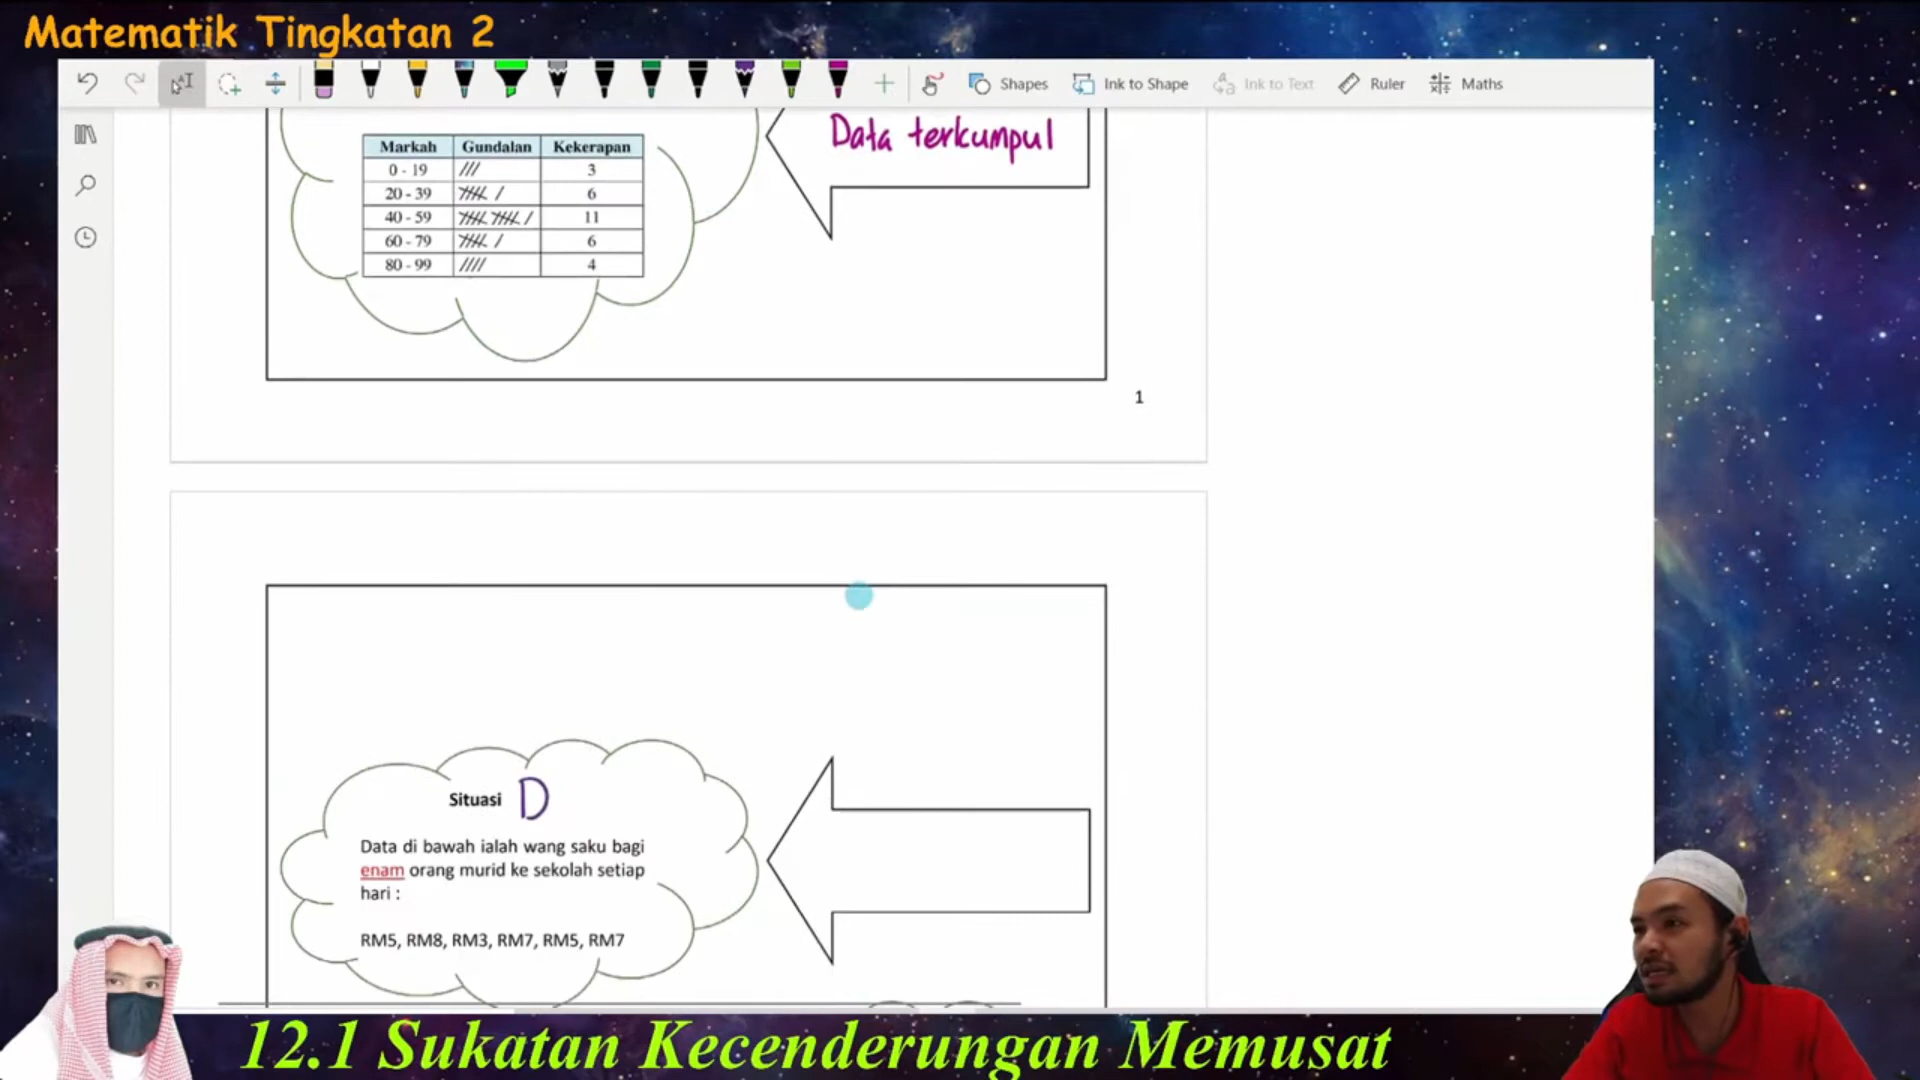 Matematik Tingkatan 2
Shapes Ink to Shape Ink to Text Ruler Maths
Data terkumpul
Markah Gundalan Kekerapan
0 - 19 3
20 - 39 6
40 - 59 11
60 - 79 6
80 - 99 4
1
Situasi D
Data di bawah ialah wang saku bagi
enam orang murid ke sekolah setiap
hari :
RM5, RM8, RM3, RM7, RM5, RM7
12.1 Sukatan Kecenderungan Memusat